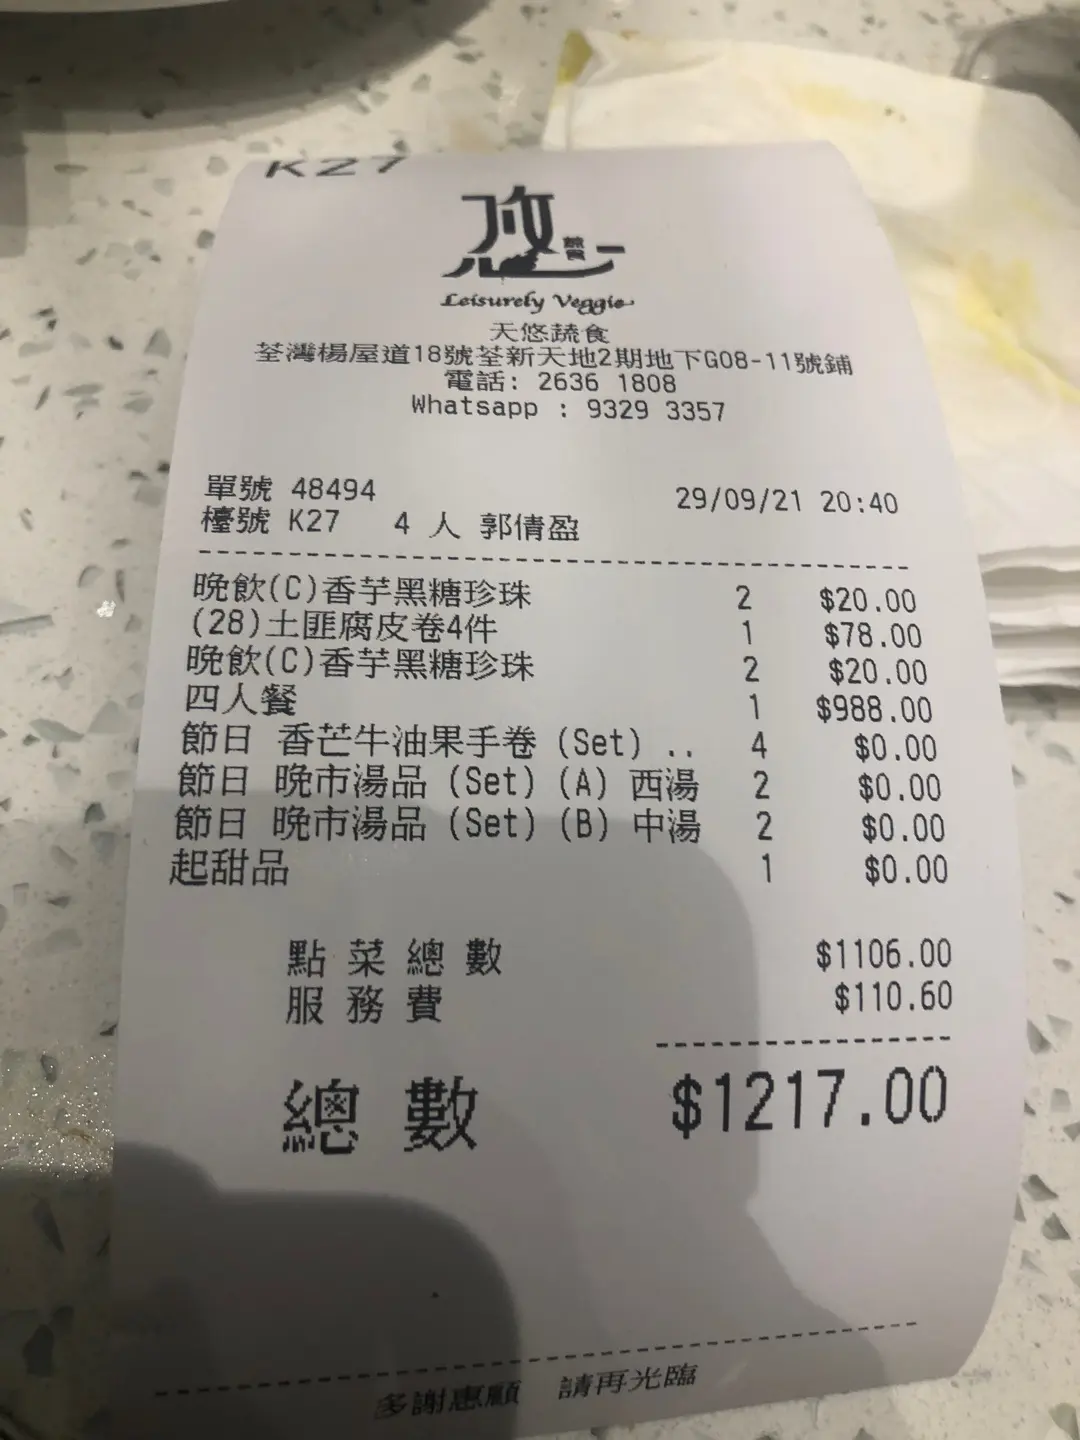 K27
悠
蔬食
Leisurely Veggie
天悠蔬食
荃灣楊屋道18號荃新天地2期地下G08-11號鋪
電話: 2636 1808
Whatsapp : 9329 3357
單號 48494 29/09/21 20:40
檯號 K27 4 人 郭倩盈
晚飲(C)香芋黑糖珍珠 2 $20.00
(28)土匪腐皮卷4件 1 $78.00
晚飲(C)香芋黑糖珍珠 2 $20.00
四人餐 1 $988.00
節日 香芒牛油果手卷 (Set) .. 4 $0.00
節日 晚市湯品 (Set) (A) 西湯 2 $0.00
節日 晚市湯品 (Set) (B) 中湯 2 $0.00
起甜品 1 $0.00
點菜總數 $1106.00
服務費 $110.60
總數 $1217.00
多謝惠顧 請再光臨